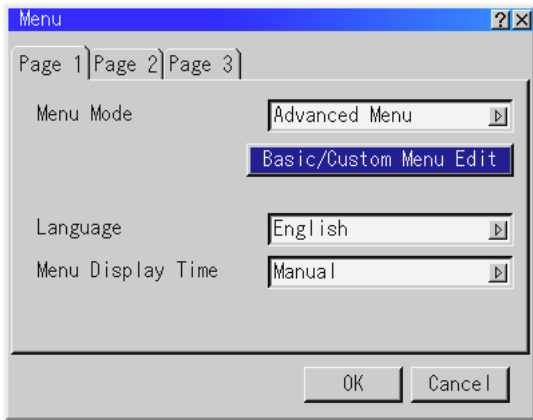 Menu ?
Page 1 Page 2 Page 3
Menu Mode Advanced Menu
Basic/Custom Menu Edit
Language English
Menu Display Time Manual
OK Cancel